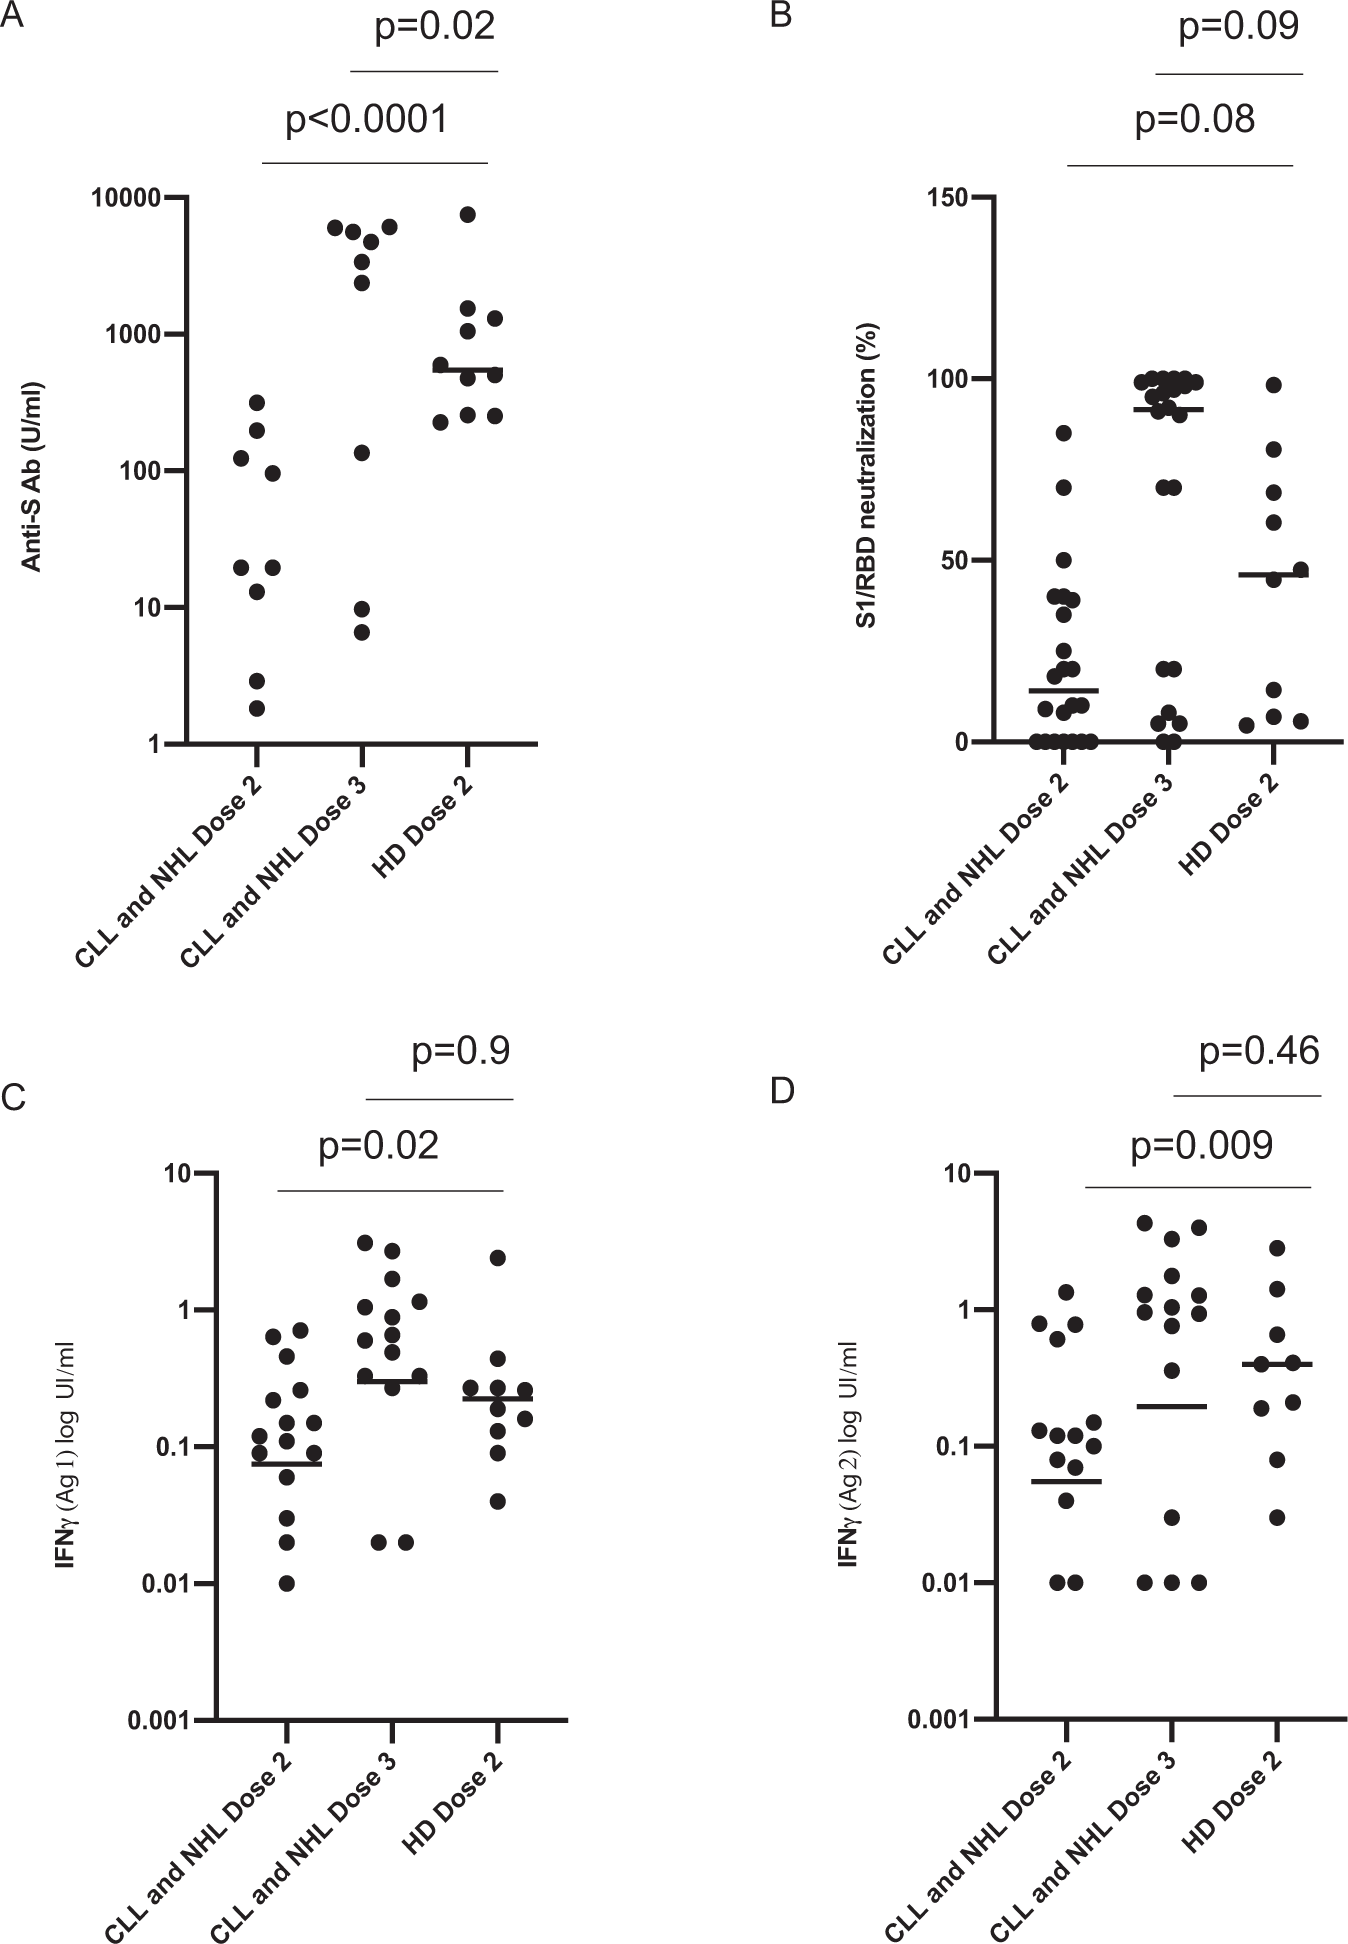 A
p=0.02
p<0.0001
10000
1000
100
10
1
Anti-S Ab (U/ml)
CLL and NHL Dose 2
CLL and NHL Dose 3
HD Dose 2
B
p=0.09
p=0.08
150
100
50
0
S1/RBD neutralization (%)
CLL and NHL Dose 2
CLL and NHL Dose 3
HD Dose 2
C
p=0.9
p=0.02
10
1
0.1
0.01
0.001
IFNγ (Ag1) log UI/ml
CLL and NHL Dose 2
CLL and NHL Dose 3
HD Dose 2
D
p=0.46
p=0.009
10
1
0.1
0.01
0.001
IFNγ (Ag2) log UI/ml
CLL and NHL Dose 2
CLL and NHL Dose 3
HD Dose 2